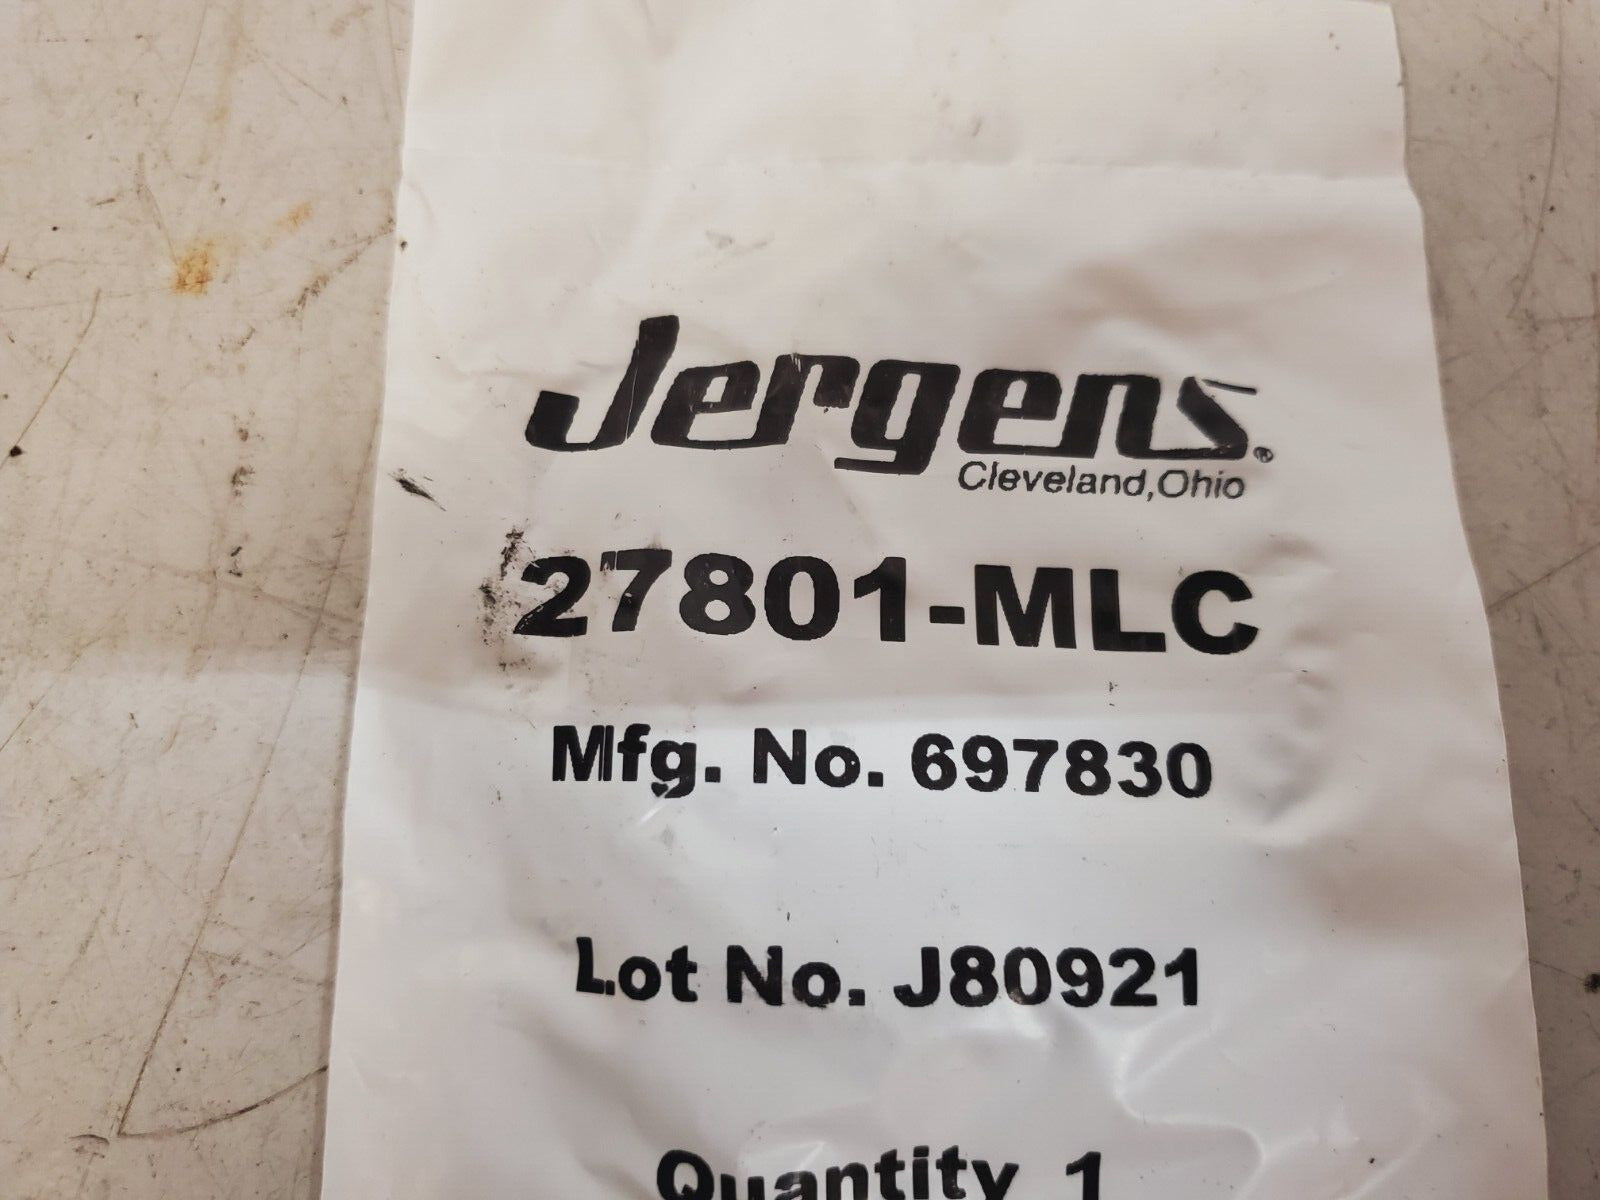 Jergens®
Cleveland, Ohio
27801-MLC
Mfg. No. 697830
Lot No. J80921
Quantity 1